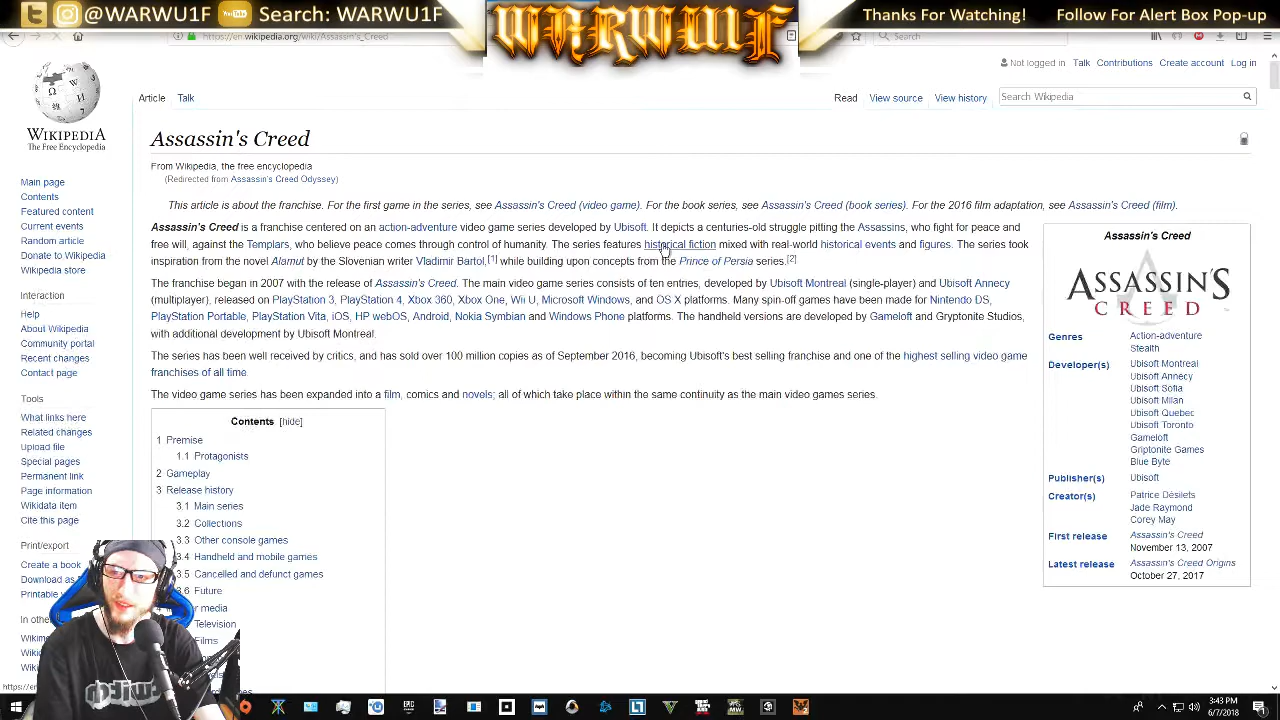 @WARWU1F
Search: WARWU1F
WARWU1F
Thanks For Watching!
Follow For Alert Box Pop-up
https://en.wikipedia.org/wiki/Assassin's_Creed
Search
Not logged in Talk Contributions Create account Log in
Article Talk
Read View source View history
Search Wikipedia
WIKIPEDIA
The Free Encyclopedia
Main page
Contents
Featured content
Current events
Random article
Donate to Wikipedia
Wikipedia store
Interaction
Help
About Wikipedia
Community portal
Recent changes
Contact page
Tools
What links here
Related changes
Upload file
Special pages
Permanent link
Page information
Wikidata item
Cite this page
Print/export
Create a book
Download as
Printable
Assassin's Creed
From Wikipedia, the free encyclopedia
(Redirected from Assassin's Creed Odyssey)
This article is about the franchise. For the first game in the series, see Assassin's Creed (video game). For the book series, see Assassin's Creed (book series). For the 2016 film adaptation, see Assassin's Creed (film).
Assassin's Creed is a franchise centered on an action-adventure video game series developed by Ubisoft. It depicts a centuries-old struggle pitting the Assassins, who fight for peace and
free will, against the Templars, who believe peace comes through control of humanity. The series features historical fiction mixed with real-world historical events and figures. The series took
inspiration from the novel Alamut by the Slovenian writer Vladimir Bartol,[1] while building upon concepts from the Prince of Persia series.[2]
The franchise began in 2007 with the release of Assassin's Creed. The main video game series consists of ten entries, developed by Ubisoft Montreal (single-player) and Ubisoft Annecy
(multiplayer), released on PlayStation 3, PlayStation 4, Xbox 360, Xbox One, Wii U, Microsoft Windows, and OS X platforms. Many spin-off games have been made for Nintendo DS,
PlayStation Portable, PlayStation Vita, iOS, HP webOS, Android, Nokia Symbian and Windows Phone platforms. The handheld versions are developed by Gameloft and Gryptonite Studios,
with additional development by Ubisoft Montreal.
The series has been well received by critics, and has sold over 100 million copies as of September 2016, becoming Ubisoft's best selling franchise and one of the highest selling video game
franchises of all time.
The video game series has been expanded into a film, comics and novels; all of which take place within the same continuity as the main video games series.
Contents [hide]
1 Premise
1.1 Protagonists
2 Gameplay
3 Release history
3.1 Main series
3.2 Collections
3.3 Other console games
3.4 Handheld and mobile games
3.5 Cancelled and defunct games
3.6 Future
media
Television
Films
Assassin's Creed
ASSASSIN'S
CREED
Genres Action-adventure
Stealth
Developer(s) Ubisoft Montreal
Ubisoft Annecy
Ubisoft Sofia
Ubisoft Milan
Ubisoft Quebec
Ubisoft Toronto
Gameloft
Griptonite Games
Blue Byte
Publisher(s) Ubisoft
Creator(s) Patrice Désilets
Jade Raymond
Corey May
First release Assassin's Creed
November 13, 2007
Latest release Assassin's Creed Origins
October 27, 2017
twitch
3:43 PM
6/7/2018